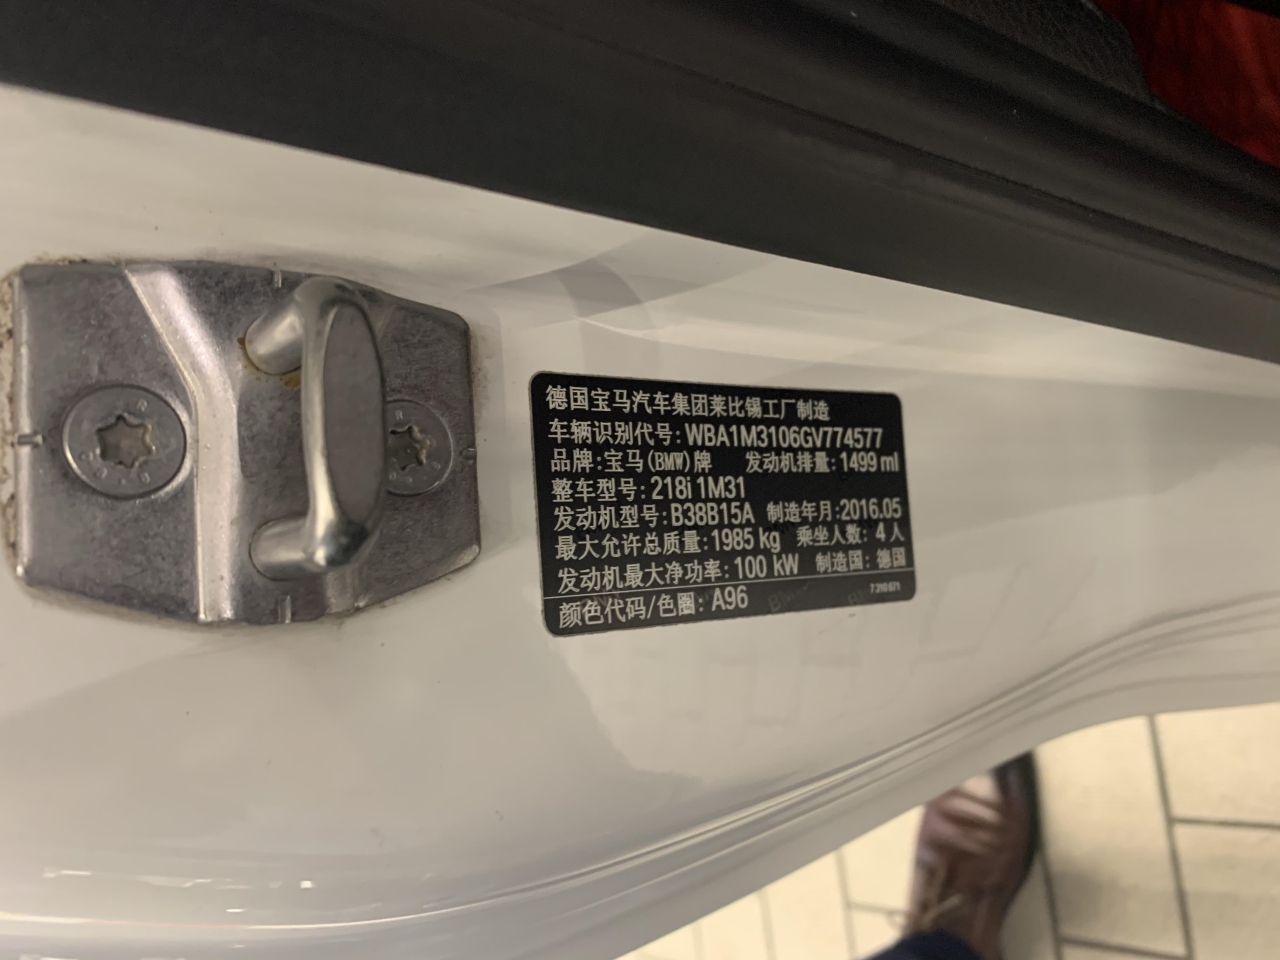 德国宝马汽车集团莱比锡工厂制造
车辆识别代号:WBA1M3106GV774577
品牌:宝马(BMW)牌 发动机排量:1499 ml
整车型号:218i 1M31
发动机型号:B38B15A 制造年月:2016.05
最大允许总质量:1985 kg 乘坐人数: 4 人
发动机最大净功率: 100 kW 制造国: 德国
7 310 671
颜色代码/色圈: A96